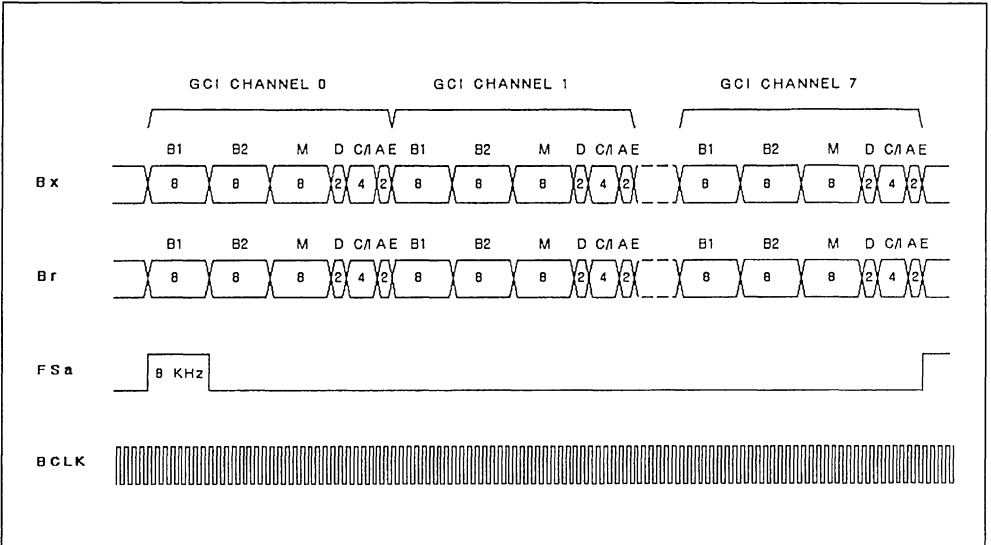 GCI CHANNEL 0 GCI CHANNEL 1 GCI CHANNEL 7
B1 B2 M D C/I A E B1 B2 M D C/I A E B1 B2 M D C/I A E
Bx 8 8 8 2 4 2 8 8 8 2 4 2 8 8 8 2 4 2
B1 B2 M D C/I A E B1 B2 M D C/I A E B1 B2 M D C/I A E
Br 8 8 8 2 4 2 8 8 8 2 4 2 8 8 8 2 4 2
FSa 8 KHz
BCLK